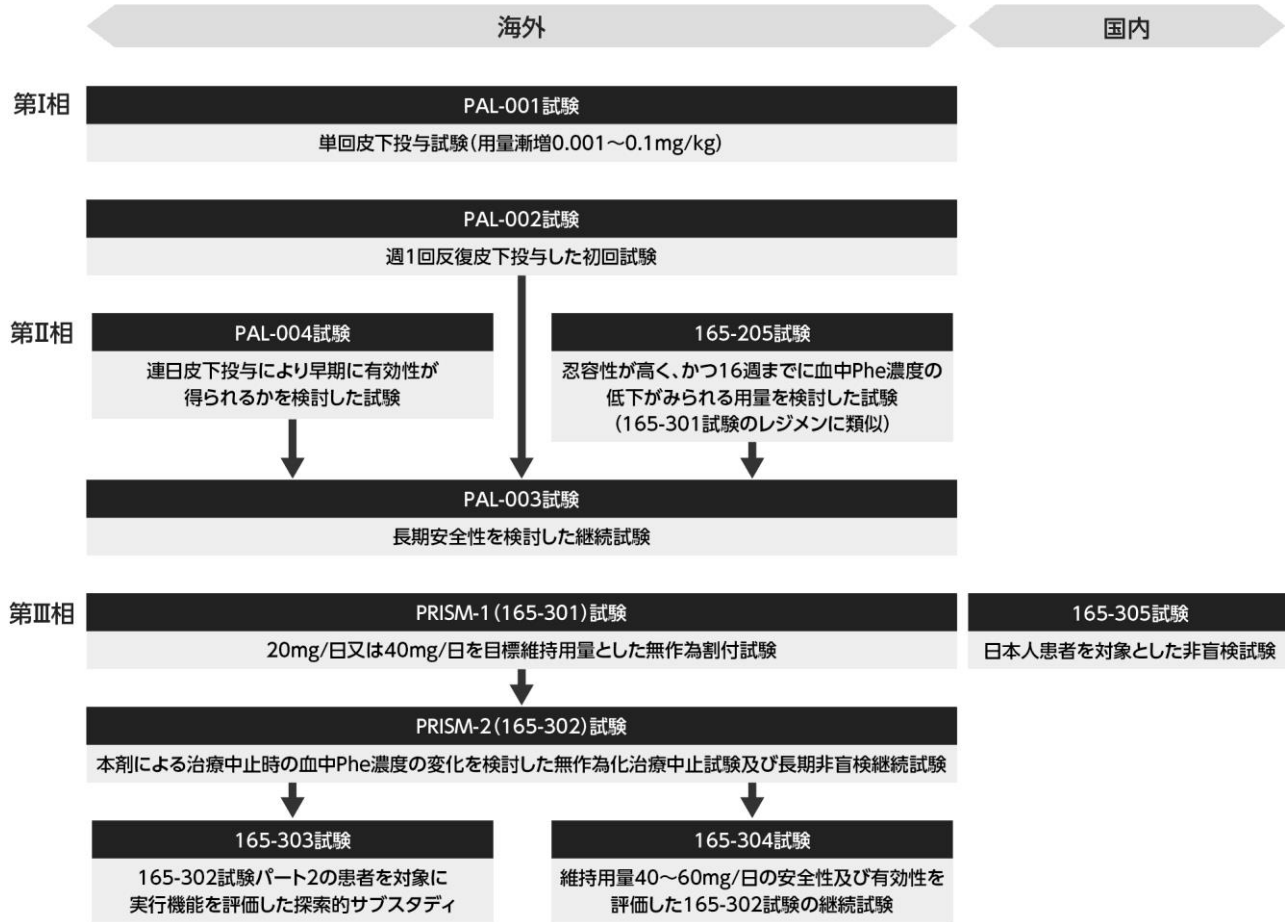 海外
国内
第Ⅰ相
PAL-001試験
単回皮下投与試験(用量漸増0.001～0.1mg/kg)
PAL-002試験
週1回反復皮下投与した初回試験
第Ⅱ相
PAL-004試験
連日皮下投与により早期に有効性が
得られるかを検討した試験
165-205試験
忍容性が高く、かつ16週までに血中Phe濃度の
低下がみられる用量を検討した試験
(165-301試験のレジメンに類似)
PAL-003試験
長期安全性を検討した継続試験
第Ⅲ相
PRISM-1(165-301)試験
20mg/日又は40mg/日を目標維持用量とした無作為割付試験
165-305試験
日本人患者を対象とした非盲検試験
PRISM-2(165-302)試験
本剤による治療中止時の血中Phe濃度の変化を検討した無作為化治療中止試験及び長期非盲検継続試験
165-303試験
165-302試験パート2の患者を対象に
実行機能を評価した探索的サブスタディ
165-304試験
維持用量40～60mg/日の安全性及び有効性を
評価した165-302試験の継続試験